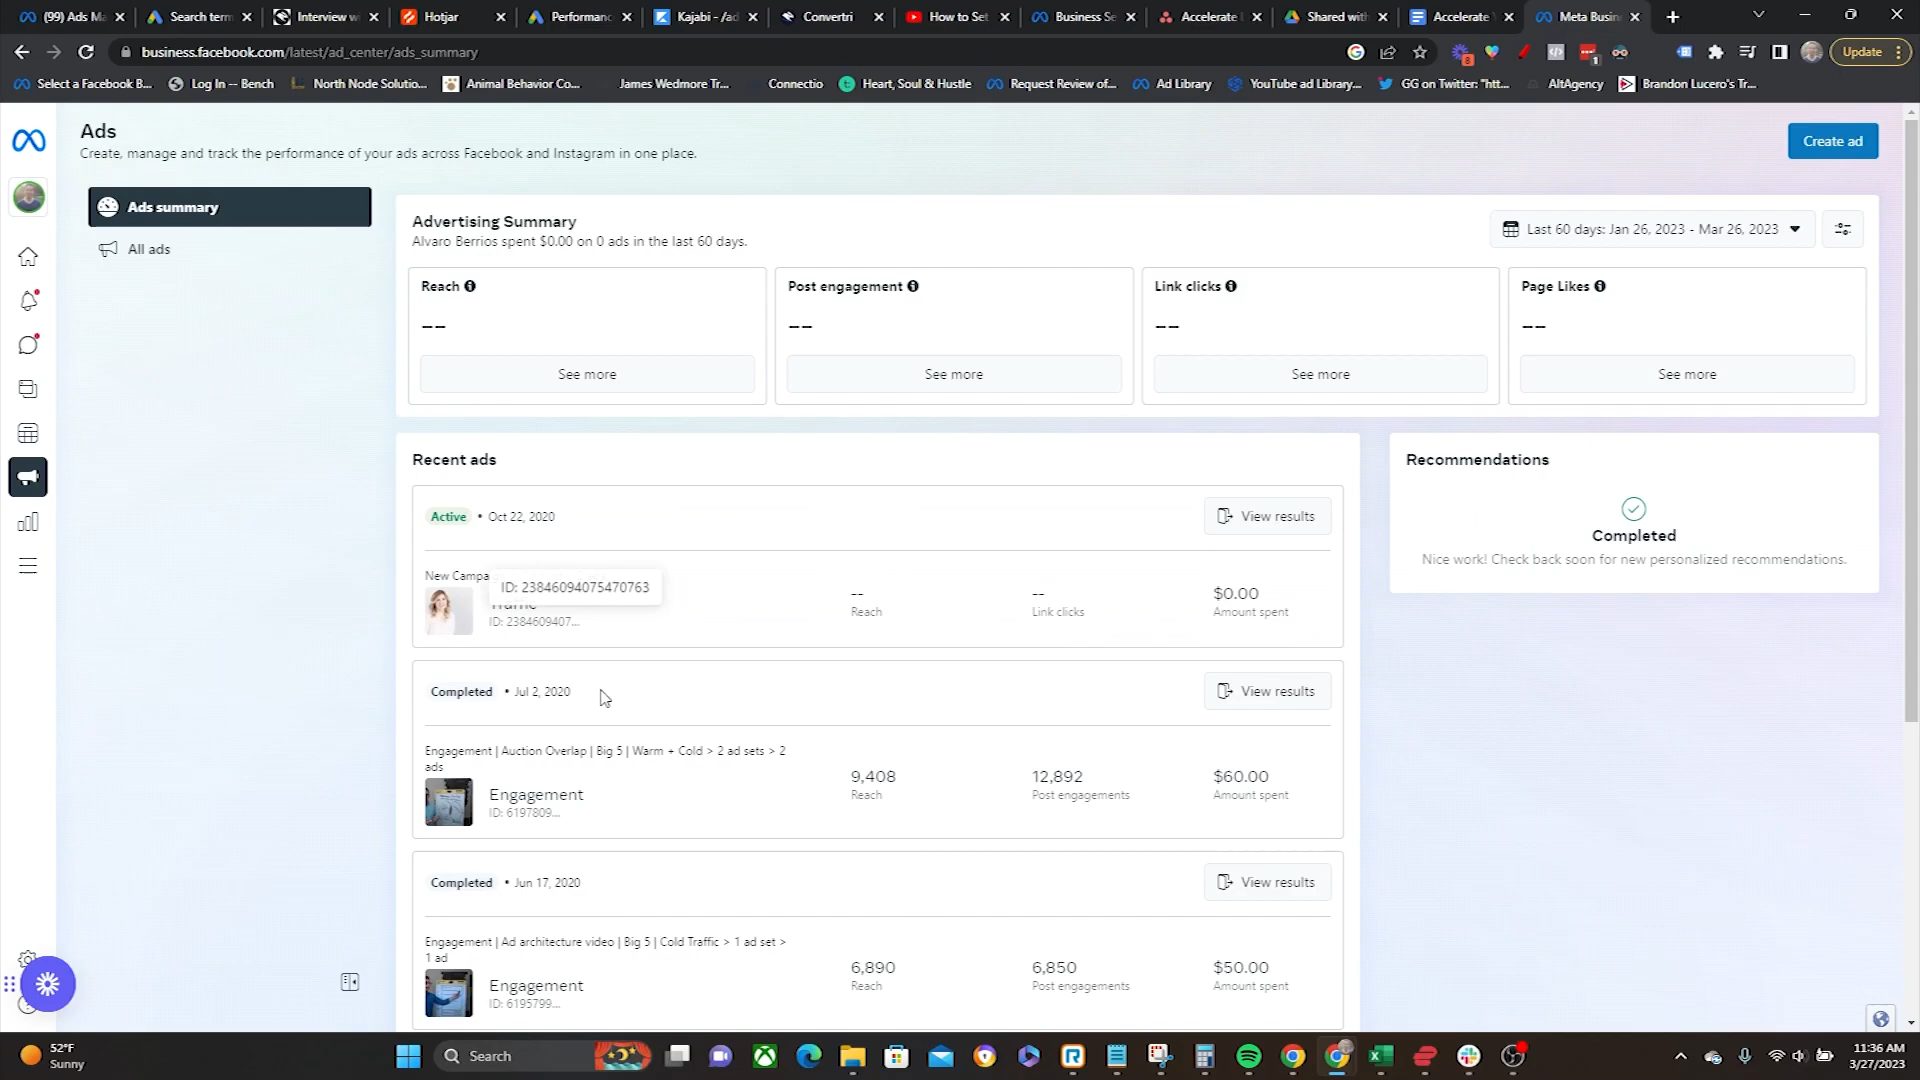 (99) Ads Ma
Search term
Interview w
Hotjar
Performanc
Kajabi - /ad
Convertri
How to Set
Business Se
Accelerate
Shared with
Accelerate
Meta Busin
business.facebook.com/latest/ad_center/ads_summary
Update
Select a Facebook B...
Log In — Bench
North Node Solutio...
Animal Behavior Co...
James Wedmore Tr...
Connectio
Heart, Soul & Hustle
Request Review of...
Ad Library
YouTube ad Library...
GG on Twitter: "htt...
AltAgency
Brandon Lucero's Tr...
Ads
Create, manage and track the performance of your ads across Facebook and Instagram in one place.
Create ad
Ads summary
All ads
Advertising Summary
Alvaro Berrios spent $0.00 on 0 ads in the last 60 days.
Last 60 days: Jan 26, 2023 - Mar 26, 2023
Reach
Post engagement
Link clicks
Page Likes
--
--
--
--
See more
See more
See more
See more
Recent ads
Recommendations
Completed
Nice work! Check back soon for new personalized recommendations.
Active • Oct 22, 2020
View results
New Campa
ID: 23846094075470763
Traffic
ID: 2384609407...
--
Reach
--
Link clicks
$0.00
Amount spent
Completed • Jul 2, 2020
View results
Engagement | Auction Overlap | Big 5 | Warm + Cold > 2 ad sets > 2
ads
Engagement
ID: 6197809...
9,408
Reach
12,892
Post engagements
$60.00
Amount spent
Completed • Jun 17, 2020
View results
Engagement | Ad architecture video | Big 5 | Cold Traffic > 1 ad set >
1 ad
Engagement
ID: 6195799...
6,890
Reach
6,850
Post engagements
$50.00
Amount spent
52°F
Sunny
Search
11:36 AM
3/27/2023